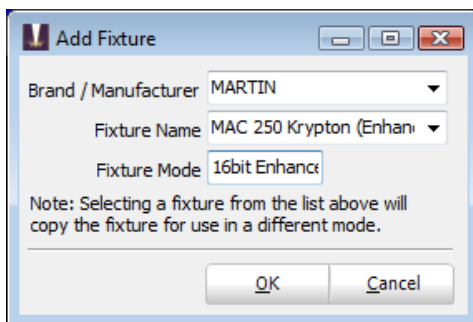 Add Fixture
Brand / Manufacturer MARTIN
Fixture Name MAC 250 Krypton (Enhan
Fixture Mode 16bit Enhance
Note: Selecting a fixture from the list above will
copy the fixture for use in a different mode.
OK Cancel